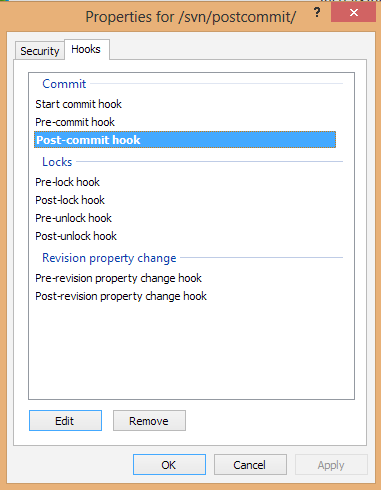 Properties for /svn/postcommit/
? ×
Security Hooks
Commit
Start commit hook
Pre-commit hook
Post-commit hook
Locks
Pre-lock hook
Post-lock hook
Pre-unlock hook
Post-unlock hook
Revision property change
Pre-revision property change hook
Post-revision property change hook
Edit Remove
OK Cancel Apply